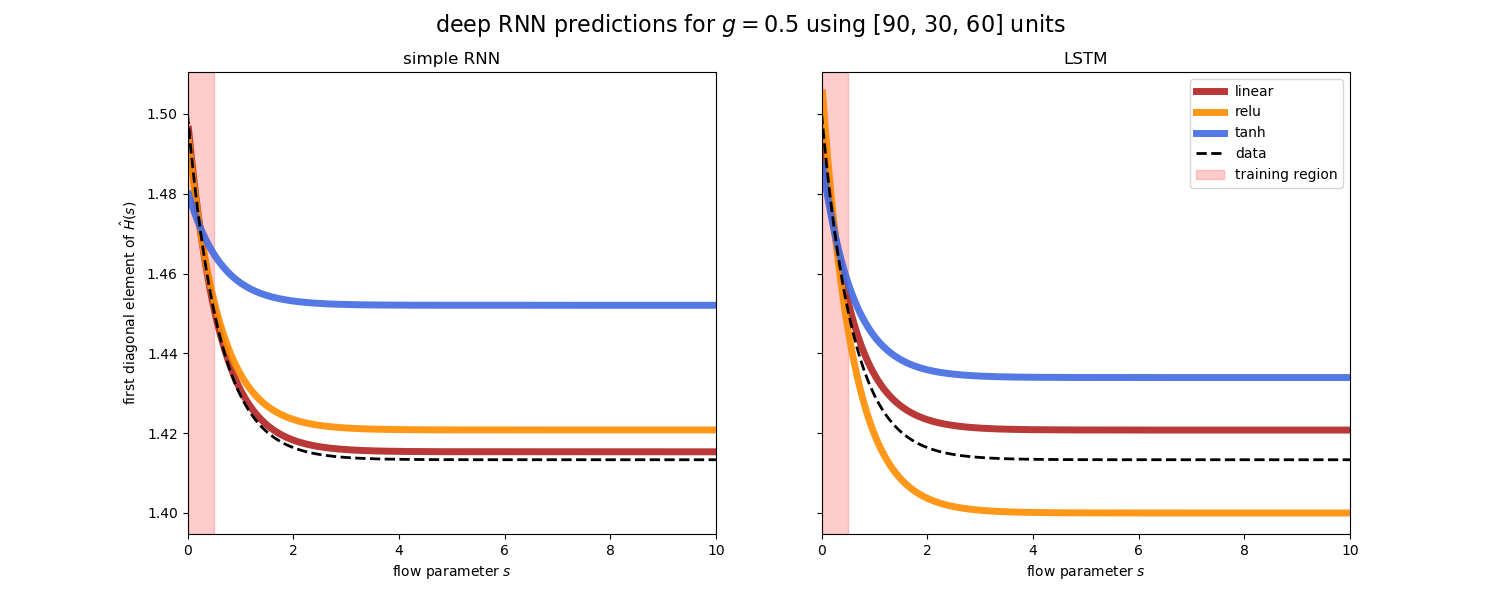 deep RNN predictions for g = 0.5 using [90, 30, 60] units
simple RNN
first diagonal element of Ĥ(s)
1.50
1.48
1.46
1.44
1.42
1.40
0 2 4 6 8 10
flow parameter s
LSTM
linear
relu
tanh
data
training region
0 2 4 6 8 10
flow parameter s